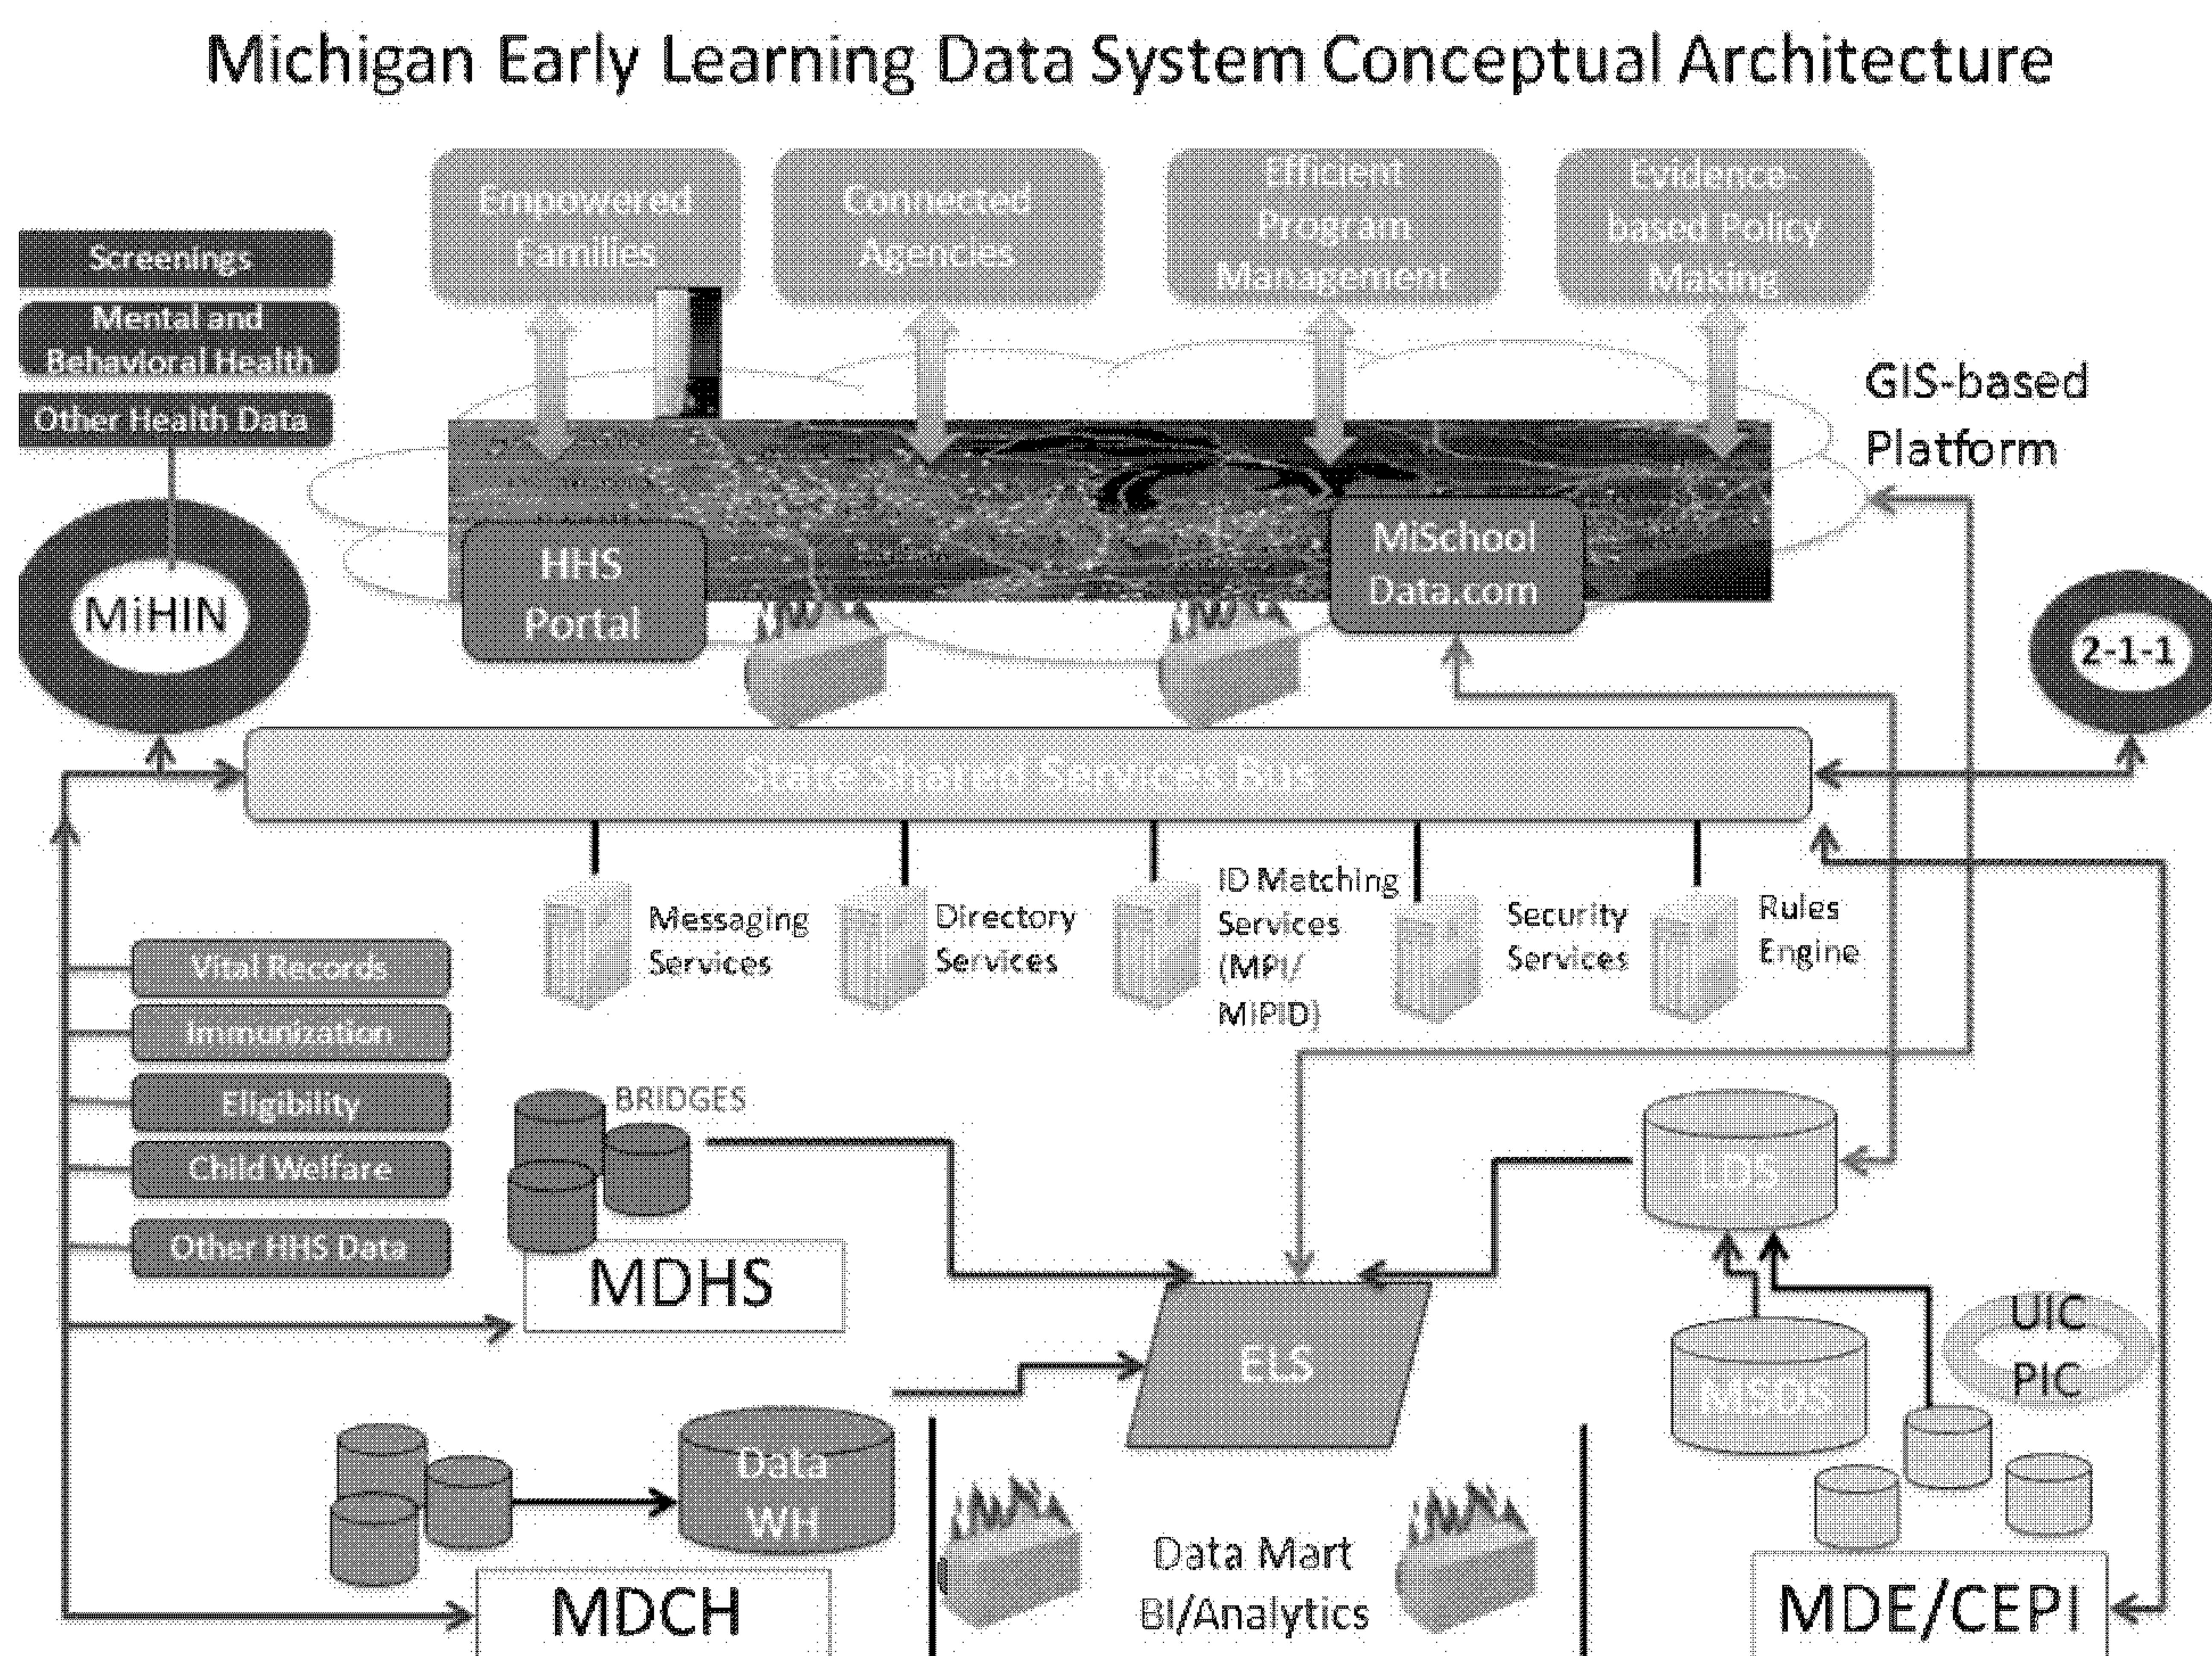 Michigan Early Learning Data System Conceptual Architecture
Empowered
Families
Connected
Agencies
Efficient
Program
Management
Evidence-
based Policy
Making
Screenings
Mental and
Behavioral Health
Other Health Data
GIS-based
Platform
MiHIN
HHS
Portal
MiSchool
Data.com
2-1-1
State Shared Services Bus
Messaging
Services
Directory
Services
ID Matching
Services
(MPI/
MiPID)
Security
Services
Rules
Engine
Vital Records
Immunization
Eligibility
Child Welfare
Other HHS Data
BRIDGES
MDHS
LDS
ELS
UIC
PIC
MSDS
Data
WH
MDCH
Data Mart
BI/Analytics
MDE/CEPI